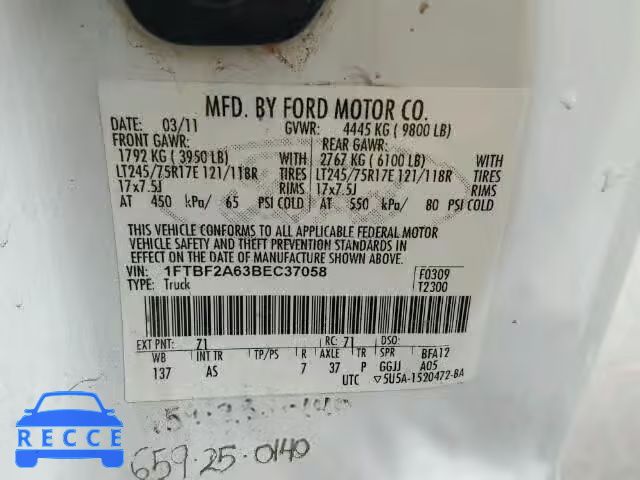 MFD. BY FORD MOTOR CO.
DATE: 03/11 GVWR: 4445 KG ( 9800 LB)
FRONT GAWR: REAR GAWR:
1792 KG ( 3950 LB) WITH 2767 KG ( 6100 LB) WITH
LT245/75R17E 121/118R TIRES LT245/75R17E 121/118R TIRES
17x7.5J RIMS 17x7.5J RIMS
AT 450 kPa/ 65 PSI COLD AT 550 kPa/ 80 PSI COLD
THIS VEHICLE CONFORMS TO ALL APPLICABLE FEDERAL MOTOR
VEHICLE SAFETY AND THEFT PREVENTION STANDARDS IN
EFFECT ON THE DATE OF MANUFACTURE SHOWN ABOVE.
VIN: 1FTBF2A63BEC37058 F0309
TYPE: Truck T2300
EXT PNT: Z1 RC: 71 DSO:
WB INT TR TP/PS R AXLE TR SPR BFA12
137 AS 7 37 P GGJJ A05
UTC ▽5U5A-1520472-BA
659-25-0140